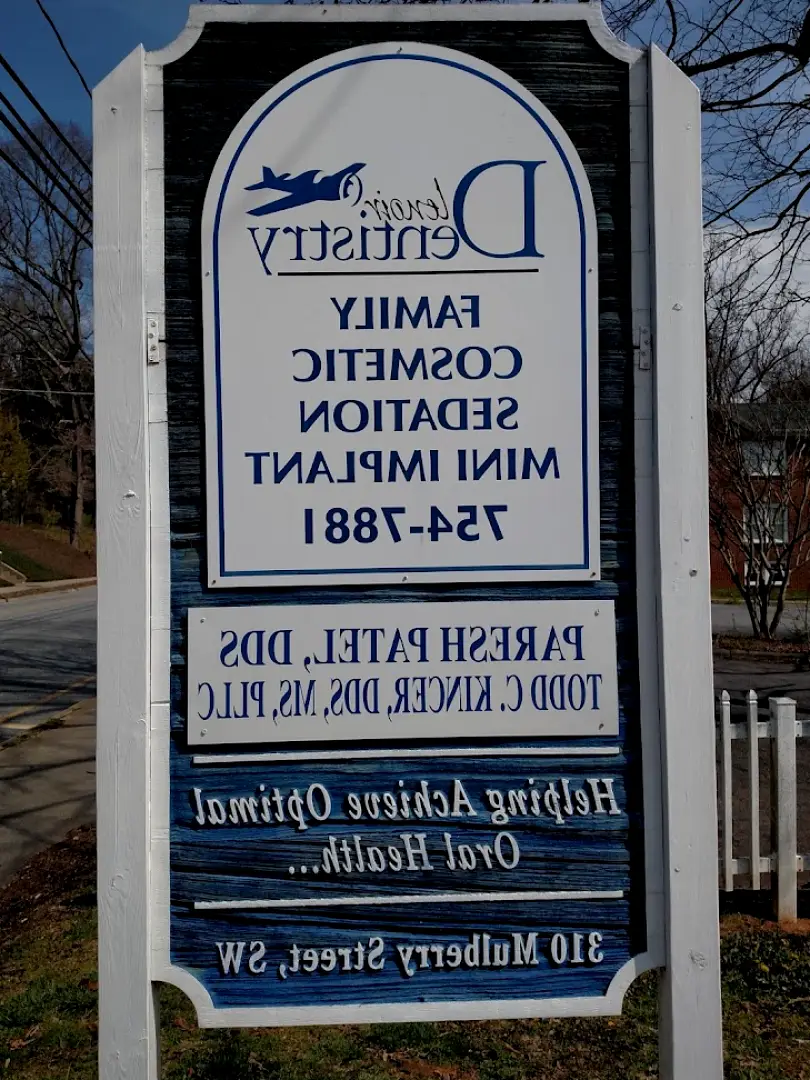 Lenoir
Dentistry
FAMILY
COSMETIC
SEDATION
MINI IMPLANT
754-7881
PARESH PATEL, DDS
TODD C. KINCER, DDS, MS, PLLC
Helping Achieve Optimal
Oral Health...
310 Mulberry Street, SW